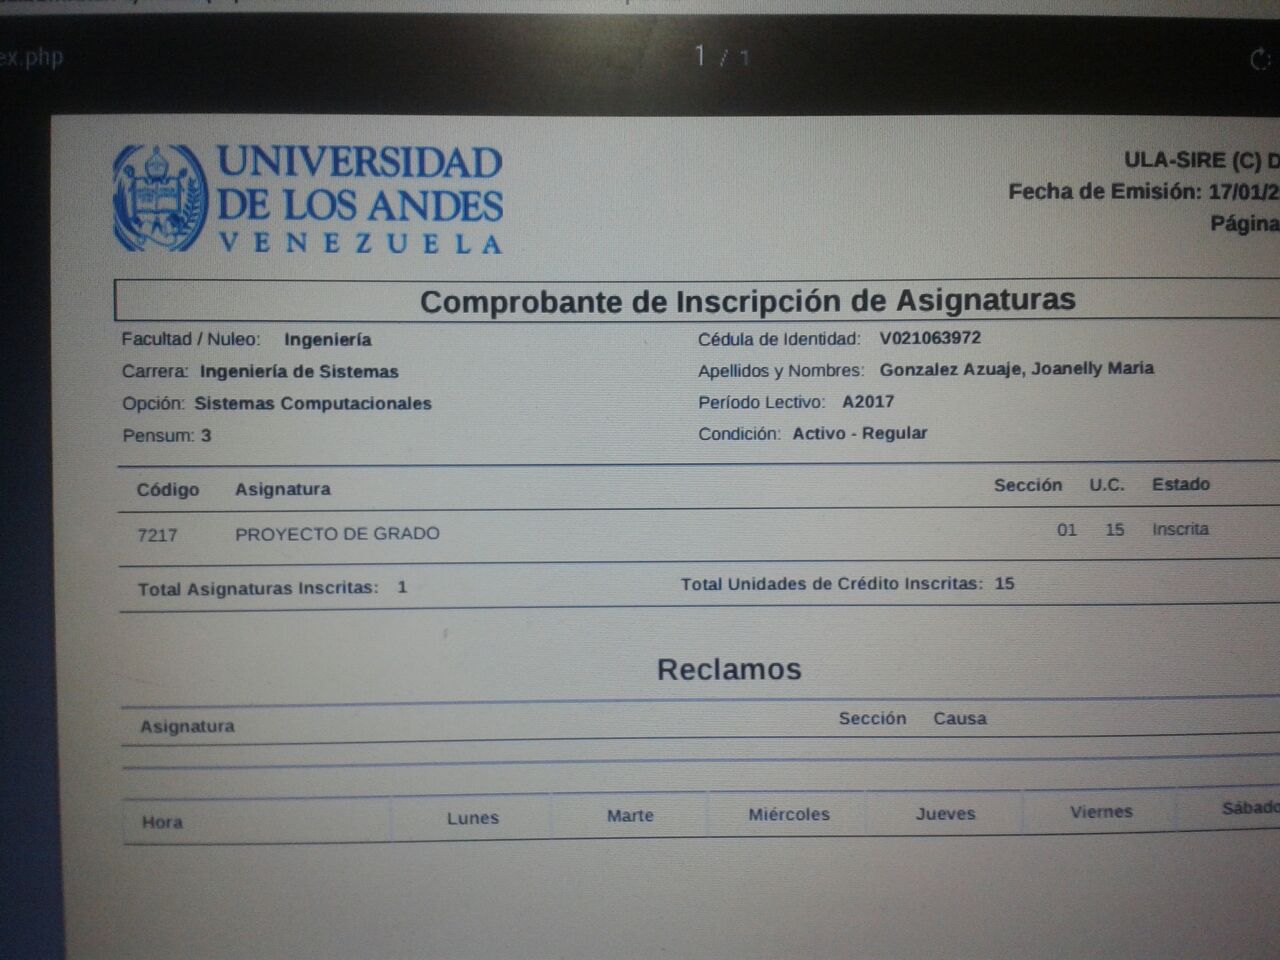 ex.php
1 / 1
UNIVERSIDAD
DE LOS ANDES
VENEZUELA
ULA-SIRE (C) D
Fecha de Emisión: 17/01/2
Página
Comprobante de Inscripción de Asignaturas
Facultad / Nuleo: Ingeniería
Cédula de Identidad: V021063972
Carrera: Ingeniería de Sistemas
Apellidos y Nombres: Gonzalez Azuaje, Joanelly Maria
Opción: Sistemas Computacionales
Período Lectivo: A2017
Pensum: 3
Condición: Activo - Regular
Código Asignatura Sección U.C. Estado
7217 PROYECTO DE GRADO 01 15 Inscrita
Total Asignaturas Inscritas: 1 Total Unidades de Crédito Inscritas: 15
Reclamos
Asignatura Sección Causa
Hora Lunes Marte Miércoles Jueves Viernes Sábado